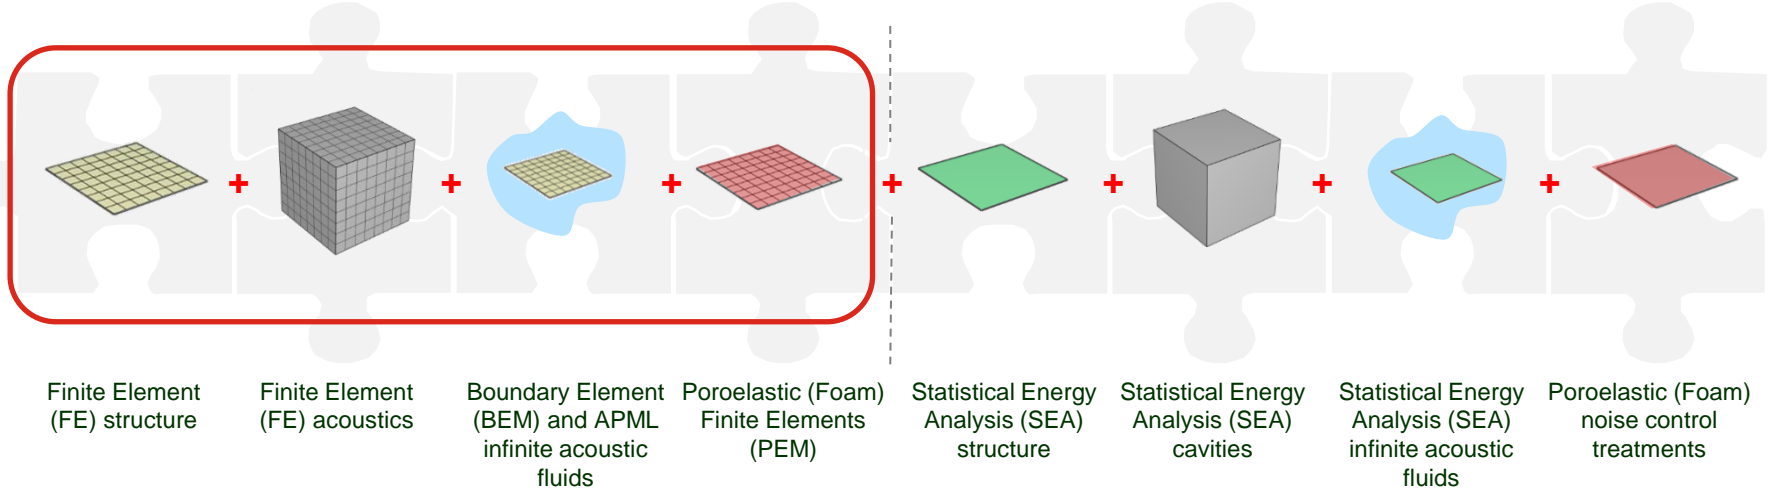 Finite Element
(FE) structure
Finite Element
(FE) acoustics
Boundary Element
(BEM) and APML
infinite acoustic
fluids
Poroelastic (Foam)
Finite Elements
(PEM)
Statistical Energy
Analysis (SEA)
structure
Statistical Energy
Analysis (SEA)
cavities
Statistical Energy
Analysis (SEA)
infinite acoustic
fluids
Poroelastic (Foam)
noise control
treatments